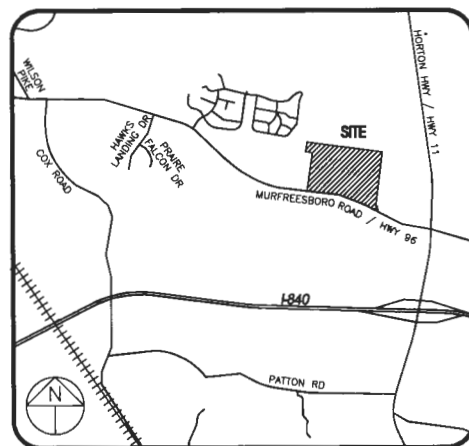 WILSON
PIKE
COX ROAD
HAWKS
LANDING DR
PRAIRE
FALCON DR
SITE
HORTON HWY / HWY 11
MURFREESBORO ROAD / HWY 96
I-840
PATTON RD
N